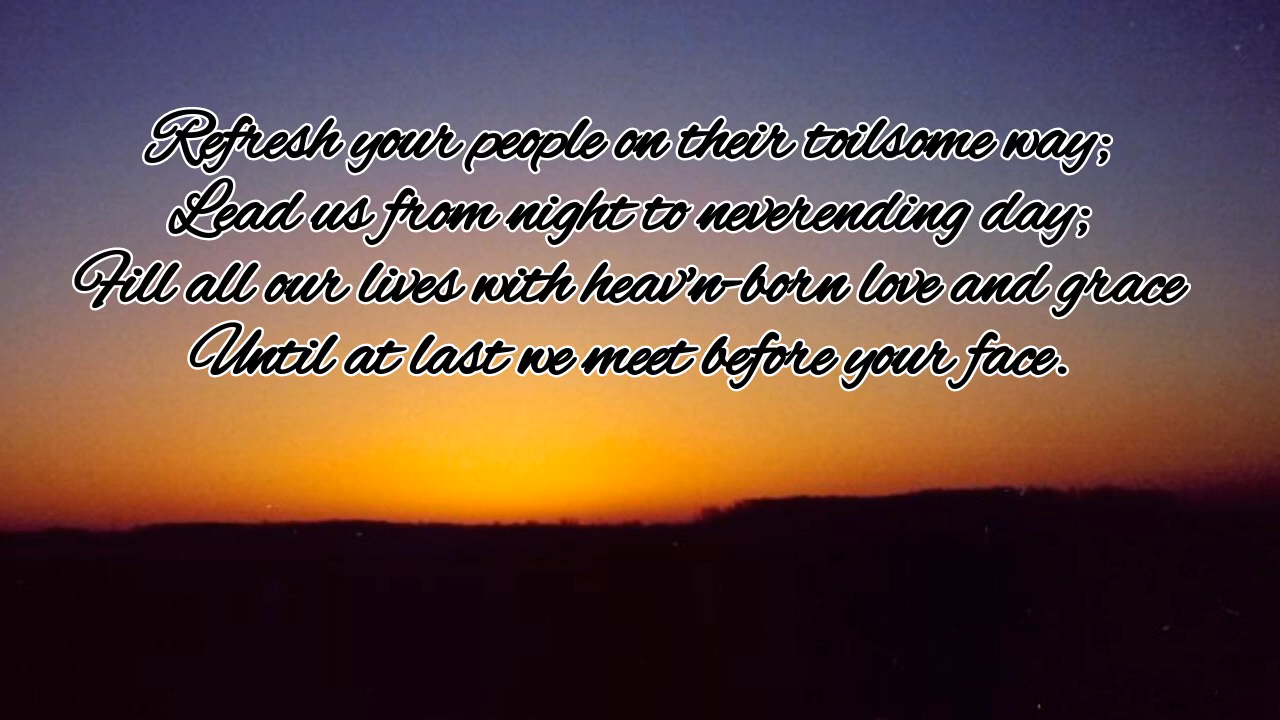 Refresh your people on their toilsome way;
Lead us from night to neverending day;
Fill all our lives with heav'n-born love and grace
Until at last we meet before your face.